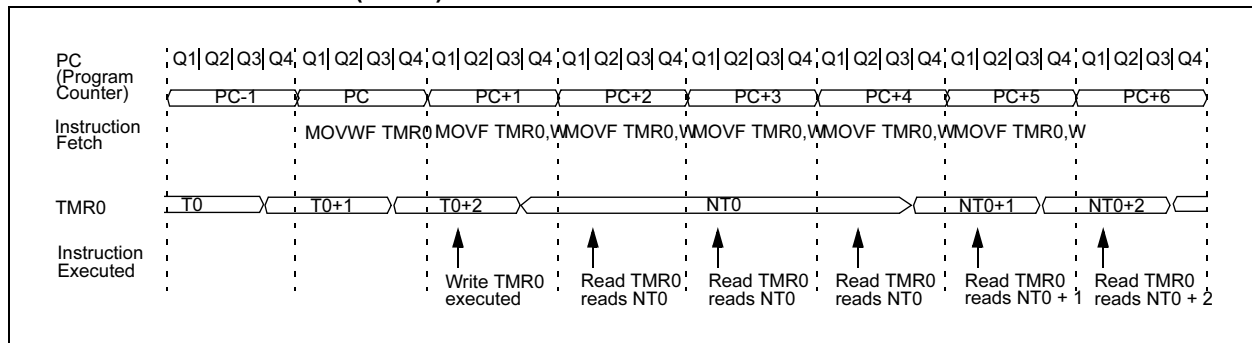 (
)
PC
(Program
Counter)
Q1 Q2 Q3 Q4 Q1 Q2 Q3 Q4 Q1 Q2 Q3 Q4 Q1 Q2 Q3 Q4 Q1 Q2 Q3 Q4 Q1 Q2 Q3 Q4 Q1 Q2 Q3 Q4 Q1 Q2 Q3 Q4
PC-1 PC PC+1 PC+2 PC+3 PC+4 PC+5 PC+6
Instruction
Fetch
MOVWF TMR0 MOVF TMR0,W MOVF TMR0,W MOVF TMR0,W MOVF TMR0,W MOVF TMR0,W
TMR0
T0 T0+1 T0+2 NT0 NT0+1 NT0+2
Instruction
Executed
Write TMR0
executed
Read TMR0
reads NT0
Read TMR0
reads NT0
Read TMR0
reads NT0
Read TMR0
reads NT0 + 1
Read TMR0
reads NT0 + 2